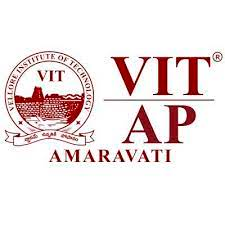 VELLORE INSTITUTE OF TECHNOLOGY
VIT
VIT®
AP
AMARAVATI